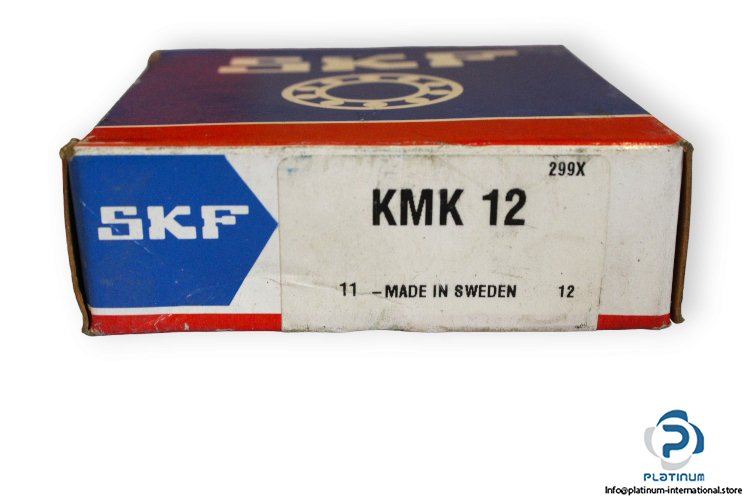 SKF
299X
SKF
KMK 12
11 - MADE IN SWEDEN 12
PLATINUM
Info@platinum-international.store